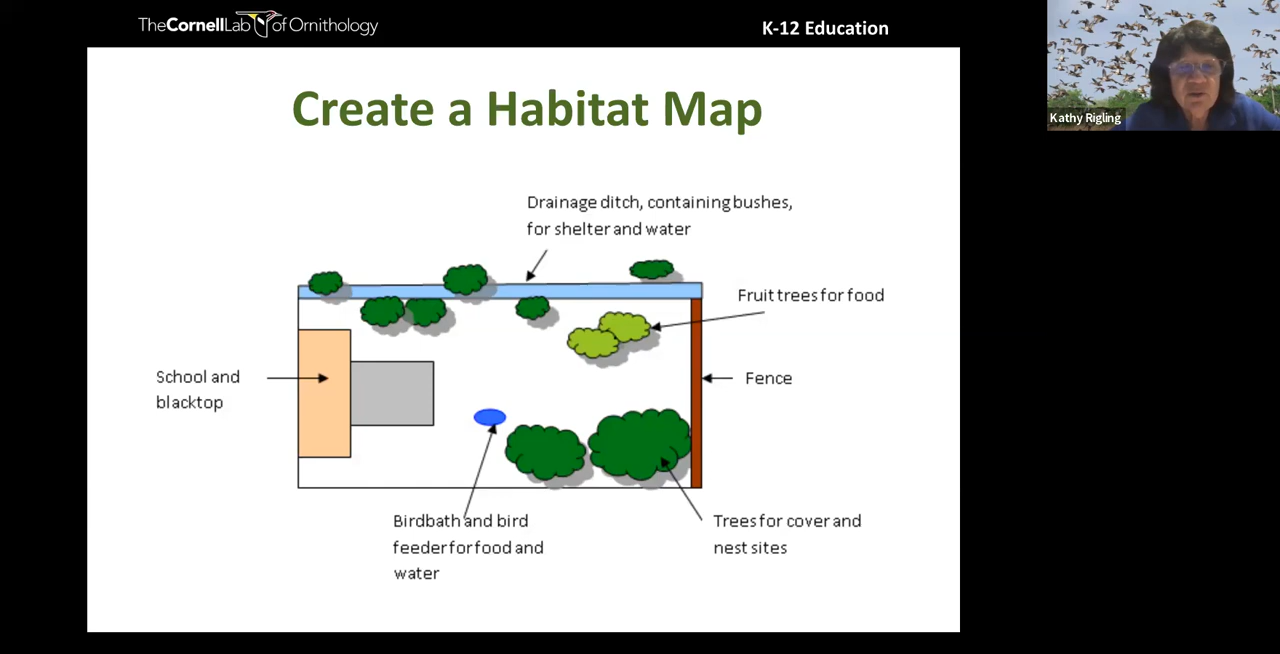 TheCornellLab of Ornithology
K-12 Education
Kathy Rigling
Create a Habitat Map
Drainage ditch, containing bushes,
for shelter and water
Fruit trees for food
School and
blacktop
Fence
Birdbath and bird
feeder for food and
water
Trees for cover and
nest sites